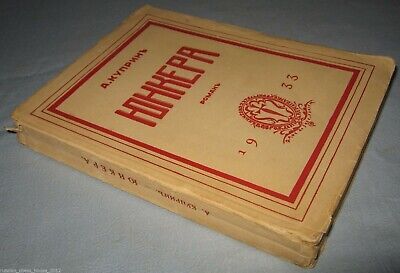 А. КУПРИНЪ
ЮНКЕРА
РОМАНЪ
19 33
А. КУПРИНЪ. ЮНКЕРА.